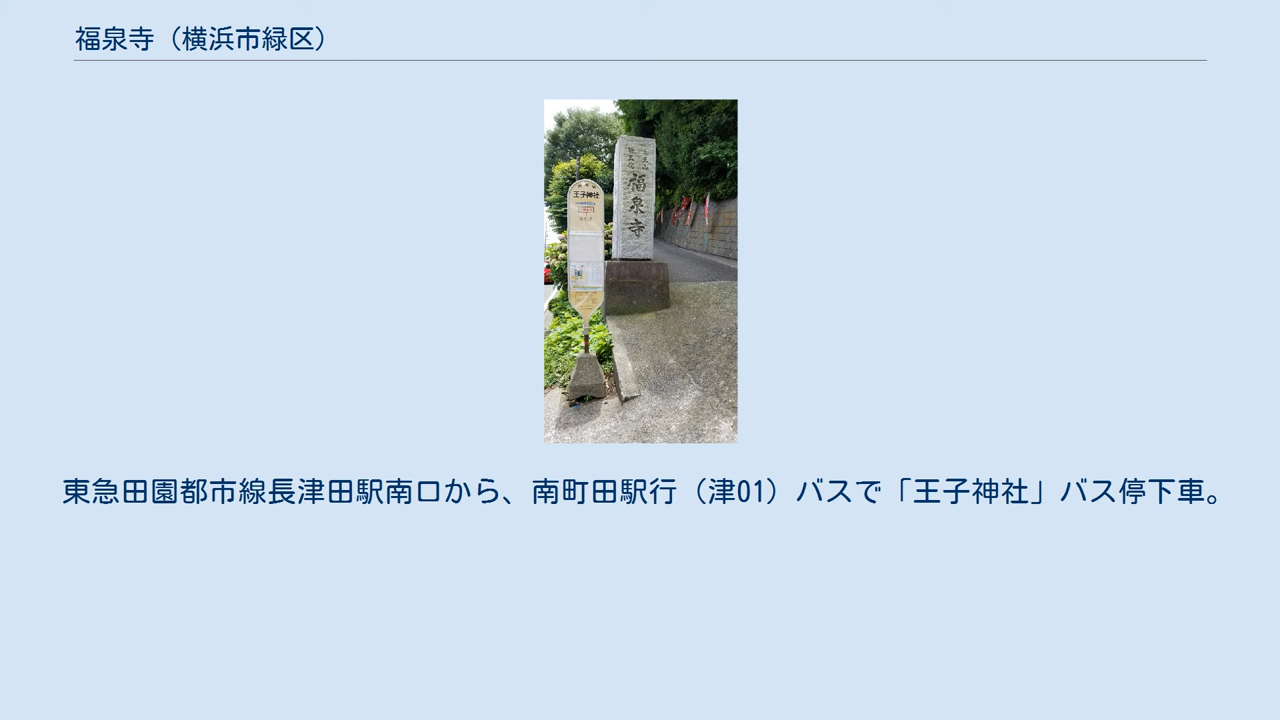 福泉寺（横浜市緑区）
王子神社
福泉寺
東急田園都市線長津田駅南口から、南町田駅行（津01）バスで「王子神社」バス停下車。